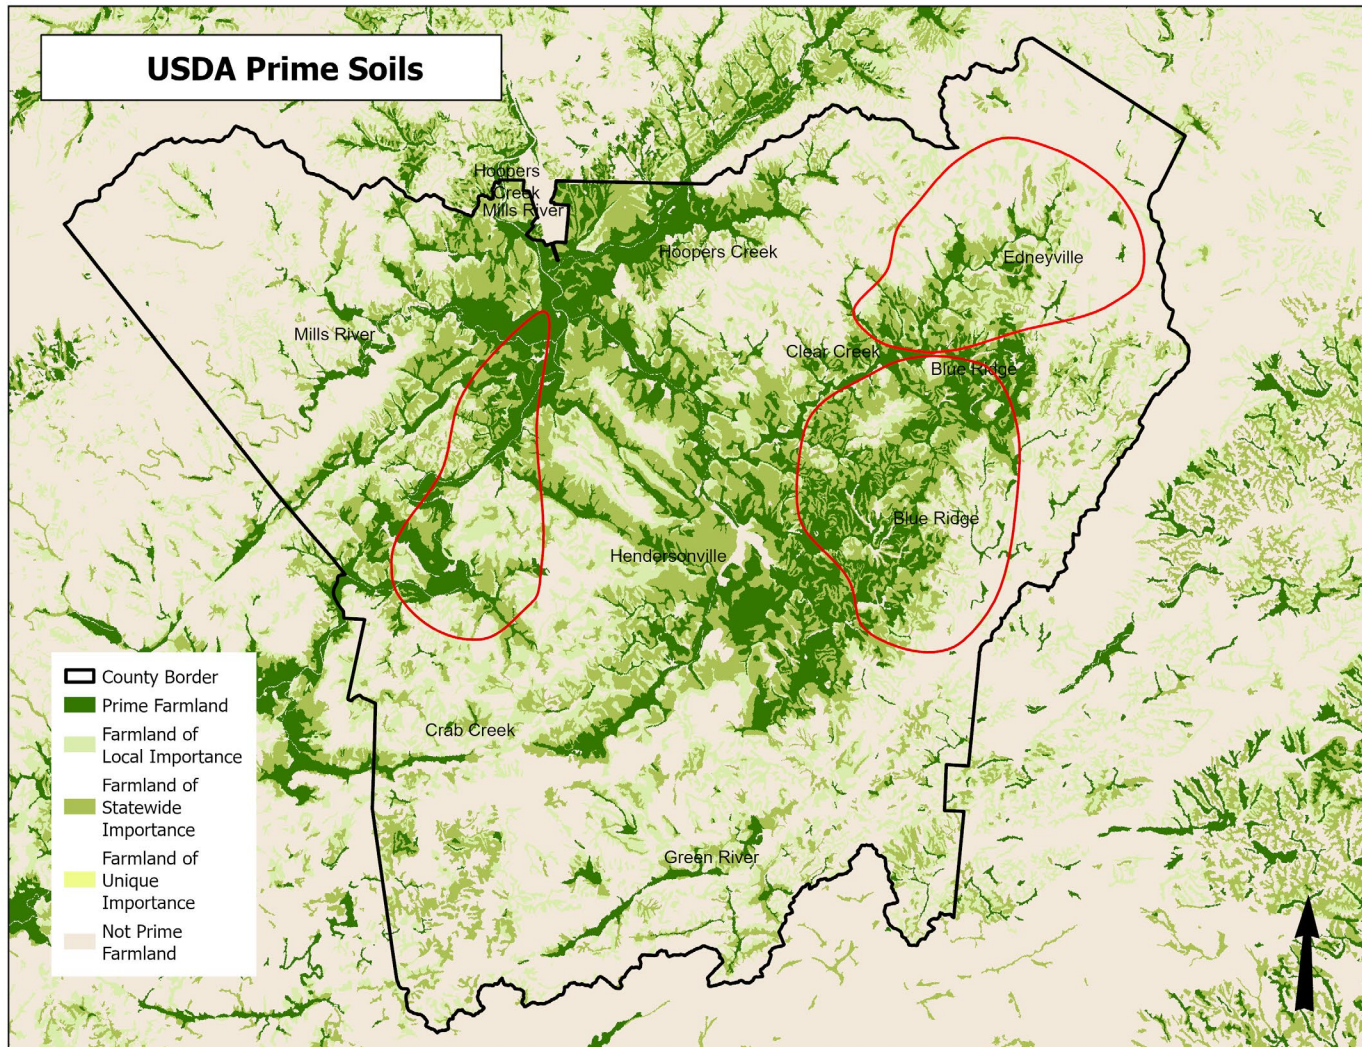 USDA Prime Soils
Hoopers
Creek
Mills River
Hoopers Creek
Edneyville
Mills River
Clear Creek
Blue Ridge
Blue Ridge
Hendersonville
Crab Creek
Green River
County Border
Prime Farmland
Farmland of
Local Importance
Farmland of
Statewide
Importance
Farmland of
Unique
Importance
Not Prime
Farmland